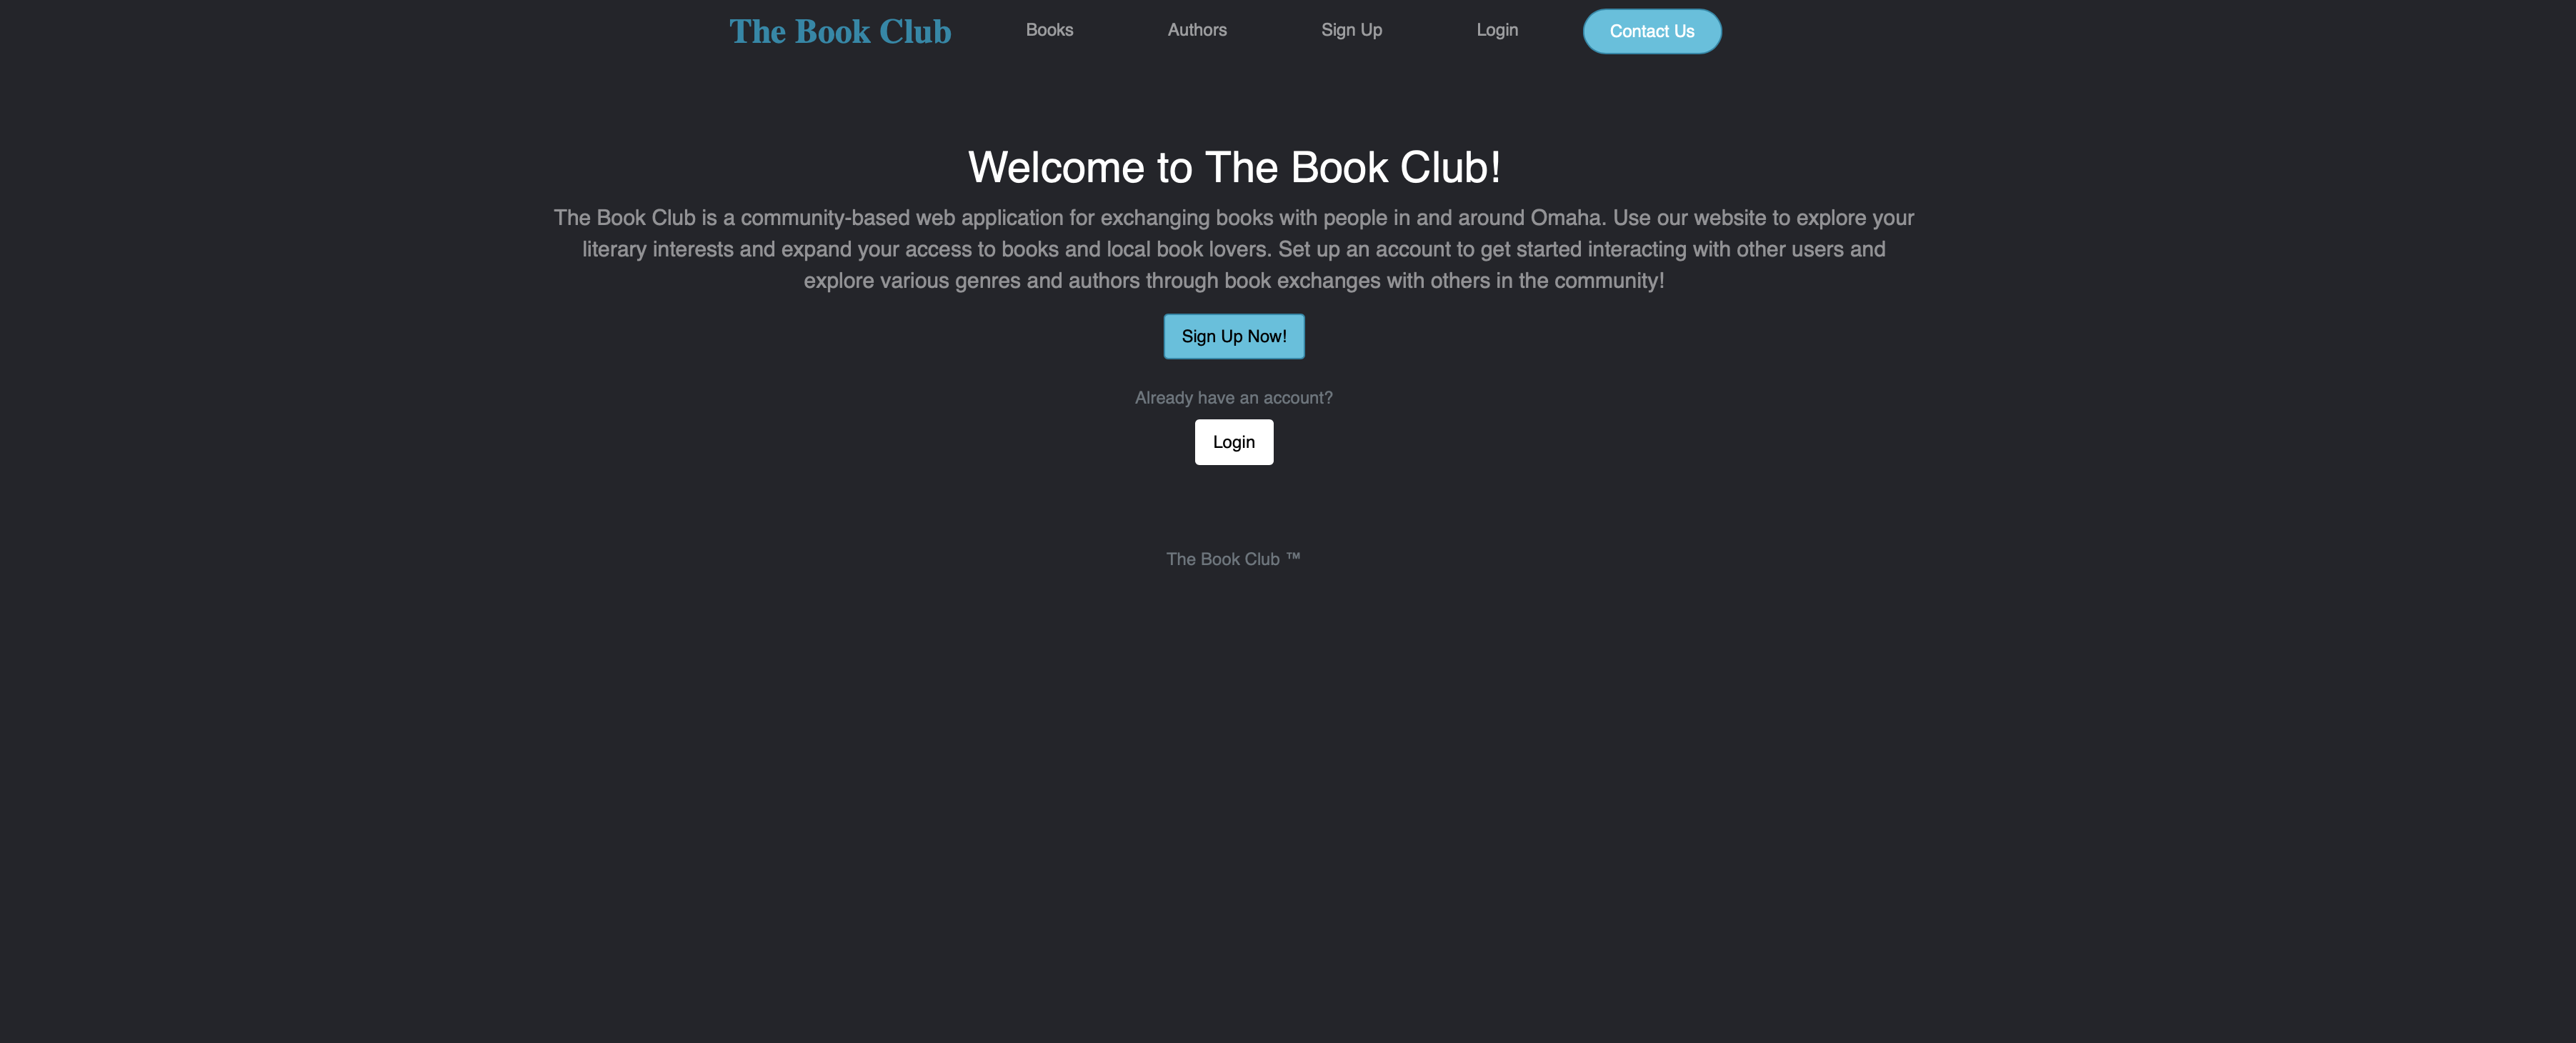 The Book Club
Books
Authors
Sign Up
Login
Contact Us
Welcome to The Book Club!
The Book Club is a community-based web application for exchanging books with people in and around Omaha. Use our website to explore your
literary interests and expand your access to books and local book lovers. Set up an account to get started interacting with other users and
explore various genres and authors through book exchanges with others in the community!
Sign Up Now!
Already have an account?
Login
The Book Club ™